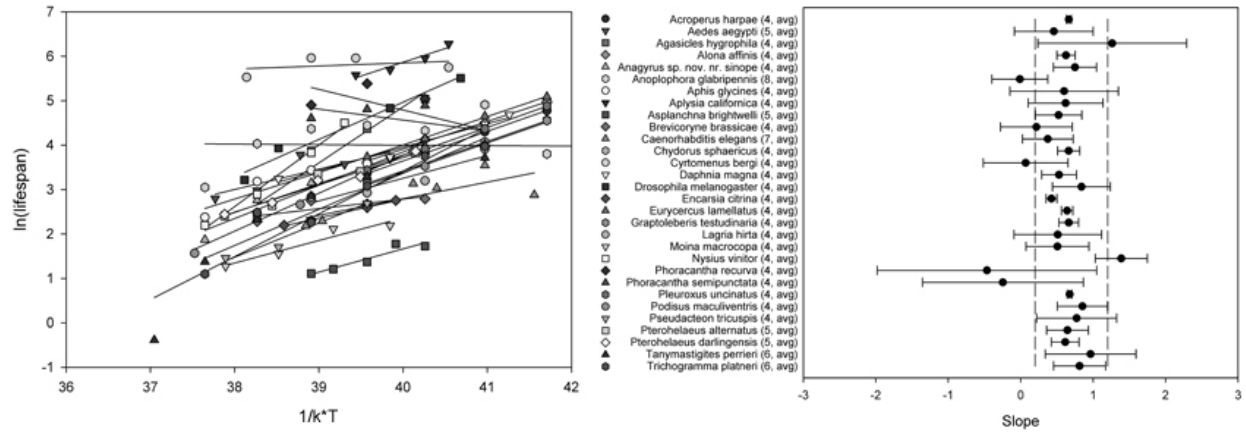 7
6
5
4
3
2
1
0
-1
ln(lifespan)
36 37 38 39 40 41 42
1/k*T
Acroperus harpae (4, avg)
Aedes aegypti (5, avg)
Agasicles hygrophila (4, avg)
Alona affinis (4, avg)
Anagyrus sp. nov. nr. sinope (4, avg)
Anoplophora glabripennis (8, avg)
Aphis glycines (4, avg)
Aplysia californica (4, avg)
Asplanchna brightwelli (5, avg)
Brevicoryne brassicae (4, avg)
Caenorhabditis elegans (7, avg)
Chydorus sphaericus (4, avg)
Cyrtomenus bergi (4, avg)
Daphnia magna (4, avg)
Drosophila melanogaster (4, avg)
Encarsia citrina (4, avg)
Eurycercus lamellatus (4, avg)
Graptoleberis testudinaria (4, avg)
Lagria hirta (4, avg)
Moina macrocopa (4, avg)
Nysius vinitor (4, avg)
Phoracantha recurva (4, avg)
Phoracantha semipunctata (4, avg)
Pleuroxus uncinatus (4, avg)
Podisus maculiventris (4, avg)
Pseudacteon tricuspis (4, avg)
Pterohelaeus alternatus (5, avg)
Pterohelaeus darlingensis (5, avg)
Tanymastigites perrieri (6, avg)
Trichogramma platneri (6, avg)
-3 -2 -1 0 1 2 3
Slope